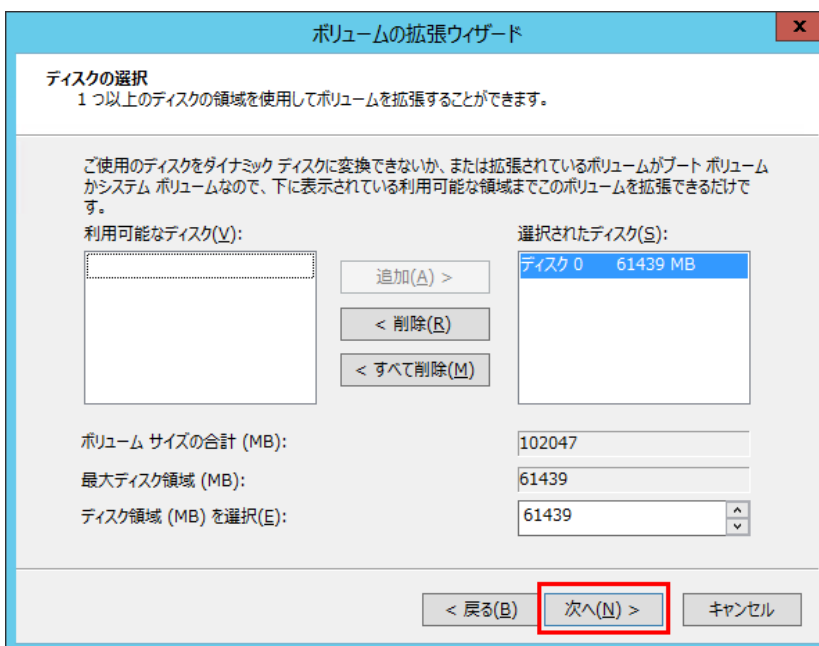 ボリュームの拡張ウィザード
x
ディスクの選択
1 つ以上のディスクの領域を使用してボリュームを拡張することができます。
ご使用のディスクをダイナミック ディスクに変換できないか、または拡張されているボリュームがブート ボリューム
かシステム ボリュームなので、下に表示されている利用可能な領域までこのボリュームを拡張できるだけで
す。
利用可能なディスク(V):
選択されたディスク(S):
ディスク 0 61439 MB
追加(A) >
< 削除(R)
< すべて削除(M)
ボリューム サイズの合計 (MB): 102047
最大ディスク領域 (MB): 61439
ディスク領域 (MB) を選択(E): 61439
< 戻る(B) 次へ(N) > キャンセル